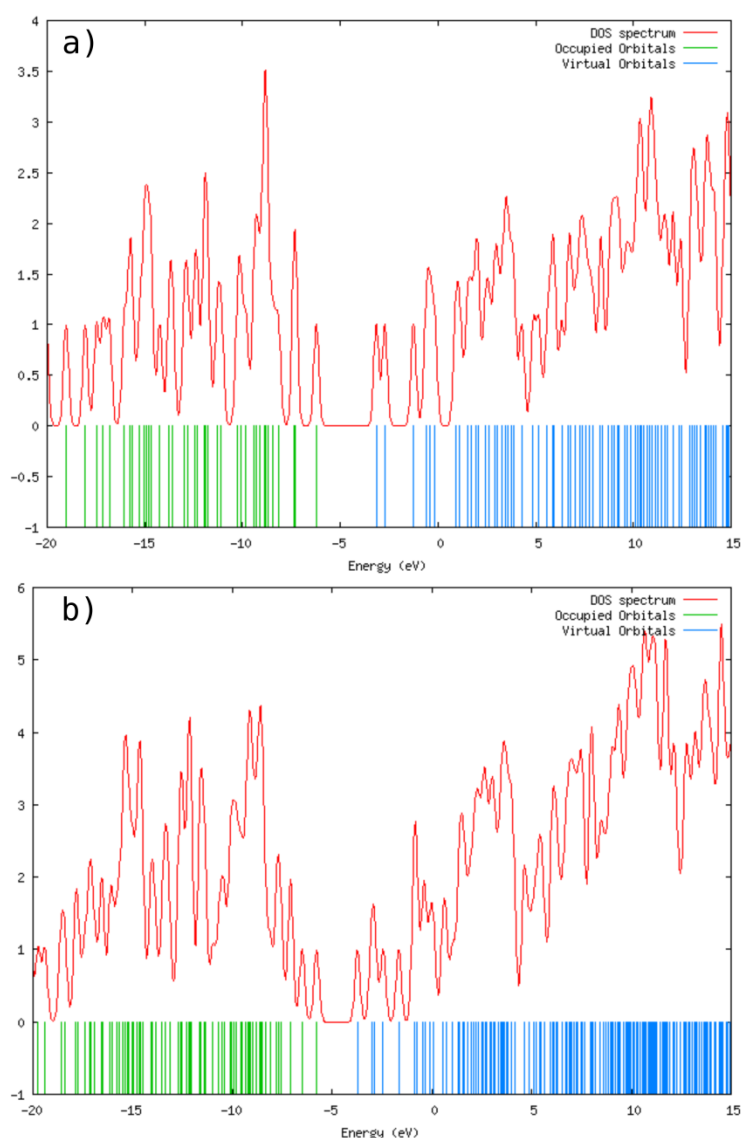 a)
DOS spectrum
Occupied Orbitals
Virtual Orbitals
4
3.5
3
2.5
2
1.5
1
0.5
0
-0.5
-1
-20 -15 -10 -5 0 5 10 15
Energy (eV)
b)
DOS spectrum
Occupied Orbitals
Virtual Orbitals
6
5
4
3
2
1
0
-1
-20 -15 -10 -5 0 5 10 15
Energy (eV)